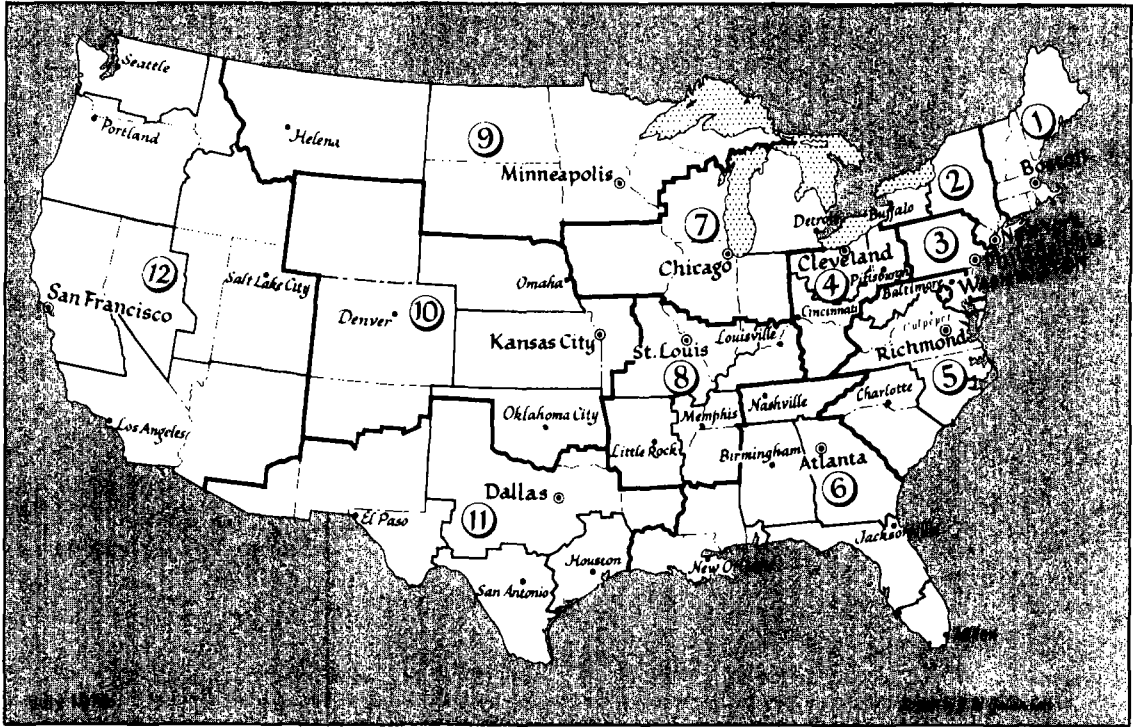 Seattle
Portland
Helena
9
Minneapolis
1
Boston
2
Buffalo
Detroit
7
3
Chicago
Cleveland
4
Pittsburgh
Baltimore
Cincinnati
Omaha
Salt Lake City
12
San Francisco
Denver
10
Kansas City
St. Louis
Louisville
8
Culpeper
Richmond
5
Charlotte
Nashville
Memphis
Oklahoma City
Little Rock
Birmingham
Atlanta
6
Los Angeles
Dallas
11
El Paso
Houston
San Antonio
New Orleans
Jacksonville
Miami